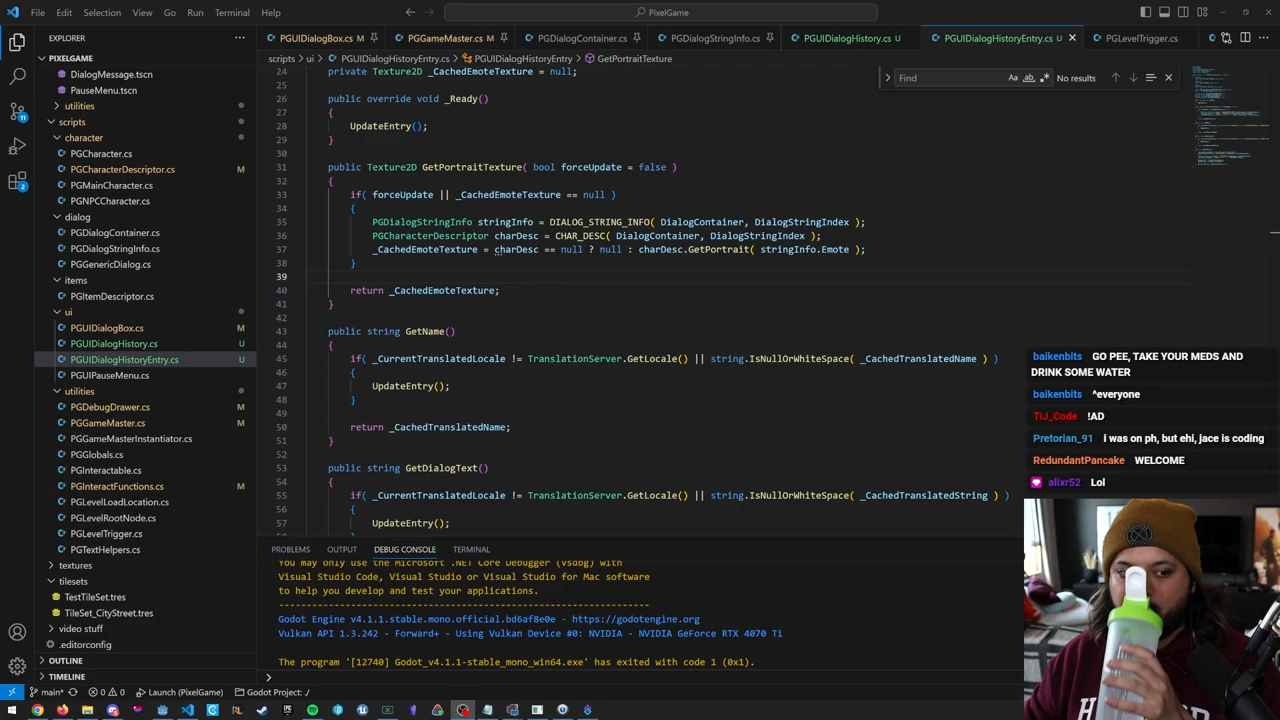 File Edit Selection View Go Run Terminal Help
PixelGame
EXPLORER
PGUIDialogBox.cs M
PGGameMaster.cs M
PGDialogContainer.cs
PGDialogStringInfo.cs
PGUIDialogHistory.cs U
PGUIDialogHistoryEntry.cs U
PGLevelTrigger.cs
PIXELGAME
DialogMessage.tscn
PauseMenu.tscn
utilities
scripts
character
PGCharacter.cs
PGCharacterDescriptor.cs M
PGMainCharacter.cs
PGNPCCharacter.cs
dialog
PGDialogContainer.cs
PGDialogStringInfo.cs
PGGenericDialog.cs
items
PGItemDescriptor.cs
ui
PGUIDialogBox.cs M
PGUIDialogHistory.cs U
PGUIDialogHistoryEntry.cs U
PGUIPauseMenu.cs
utilities
PGDebugDrawer.cs M
PGGameMaster.cs M
PGGameMasterInstantiator.cs
PGGlobals.cs
PGInteractable.cs
PGInteractFunctions.cs M
PGLevelLoadLocation.cs
PGLevelRootNode.cs
PGLevelTrigger.cs
PGTextHelpers.cs
textures
tilesets
TestTileSet.tres
TileSet_CityStreet.tres
video stuff
.editorconfig
OUTLINE
TIMELINE
scripts > ui > PGUIDialogHistoryEntry.cs > PGUIDialogHistoryEntry > GetPortraitTexture
Find Aa ab .* No results
24 private Texture2D _CachedEmoteTexture = null;
25
26 public override void _Ready()
27 {
28 UpdateEntry();
29 }
30
31 public Texture2D GetPortraitTexture( bool forceUpdate = false )
32 {
33 if( forceUpdate || _CachedEmoteTexture == null )
34 {
35 PGDialogStringInfo stringInfo = DIALOG_STRING_INFO( DialogContainer, DialogStringIndex );
36 PGCharacterDescriptor charDesc = CHAR_DESC( DialogContainer, DialogStringIndex );
37 _CachedEmoteTexture = charDesc == null ? null : charDesc.GetPortrait( stringInfo.Emote );
38 }
39
40 return _CachedEmoteTexture;
41 }
42
43 public string GetName()
44 {
45 if( _CurrentTranslatedLocale != TranslationServer.GetLocale() || string.IsNullOrWhiteSpace( _CachedTranslatedName ) )
46 {
47 UpdateEntry();
48 }
49
50 return _CachedTranslatedName;
51 }
52
53 public string GetDialogText()
54 {
55 if( _CurrentTranslatedLocale != TranslationServer.GetLocale() || string.IsNullOrWhiteSpace( _CachedTranslatedString ) )
56 {
57 UpdateEntry();
PROBLEMS OUTPUT DEBUG CONSOLE TERMINAL
You may only use the Microsoft .NET Core Debugger (vsdbg) with
Visual Studio Code, Visual Studio or Visual Studio for Mac software
to help you develop and test your applications.
-------------------------------------------------------------------
Godot Engine v4.1.1.stable.mono.official.bd6af8e0e - https://godotengine.org
Vulkan API 1.3.242 - Forward+ - Using Vulkan Device #0: NVIDIA - NVIDIA GeForce RTX 4070 Ti
The program '[12740] Godot_v4.1.1-stable_mono_win64.exe' has exited with code 1 (0x1).
baikenbits GO PEE, TAKE YOUR MEDS AND
DRINK SOME WATER
baikenbits ^everyone
TIJ_Code !AD
Pretorian_91 i was on ph, but ehi, jace is coding
RedundantPancake WELCOME
alixr52 Lol
11
2
main* 0 0 Launch (PixelGame) Godot Project: ./